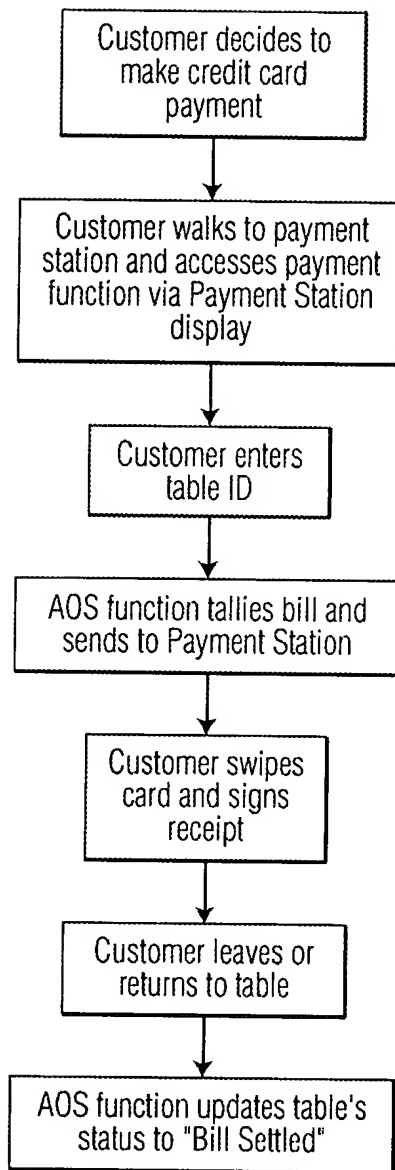 Customer decides to
make credit card
payment
Customer walks to payment
station and accesses payment
function via Payment Station
display
Customer enters
table ID
AOS function tallies bill and
sends to Payment Station
Customer swipes
card and signs
receipt
Customer leaves or
returns to table
AOS function updates table's
status to "Bill Settled"